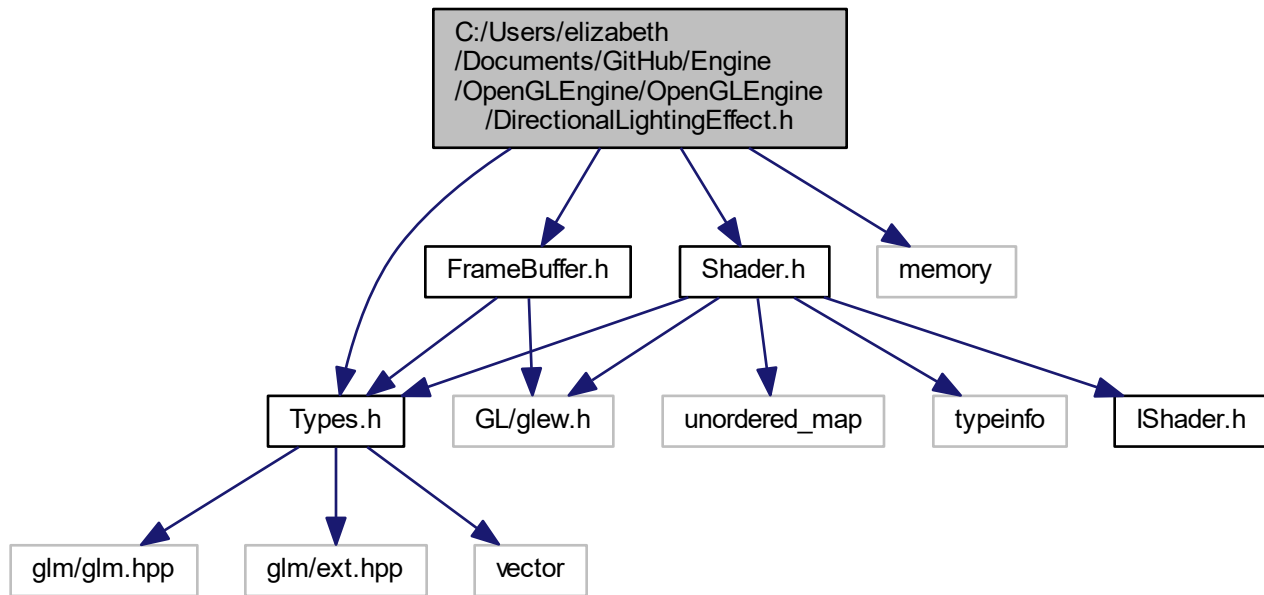 C:/Users/elizabeth
/Documents/GitHub/Engine
/OpenGLEngine/OpenGLEngine
/DirectionalLightingEffect.h
FrameBuffer.h
Shader.h
memory
Types.h
GL/glew.h
unordered_map
typeinfo
IShader.h
glm/glm.hpp
glm/ext.hpp
vector